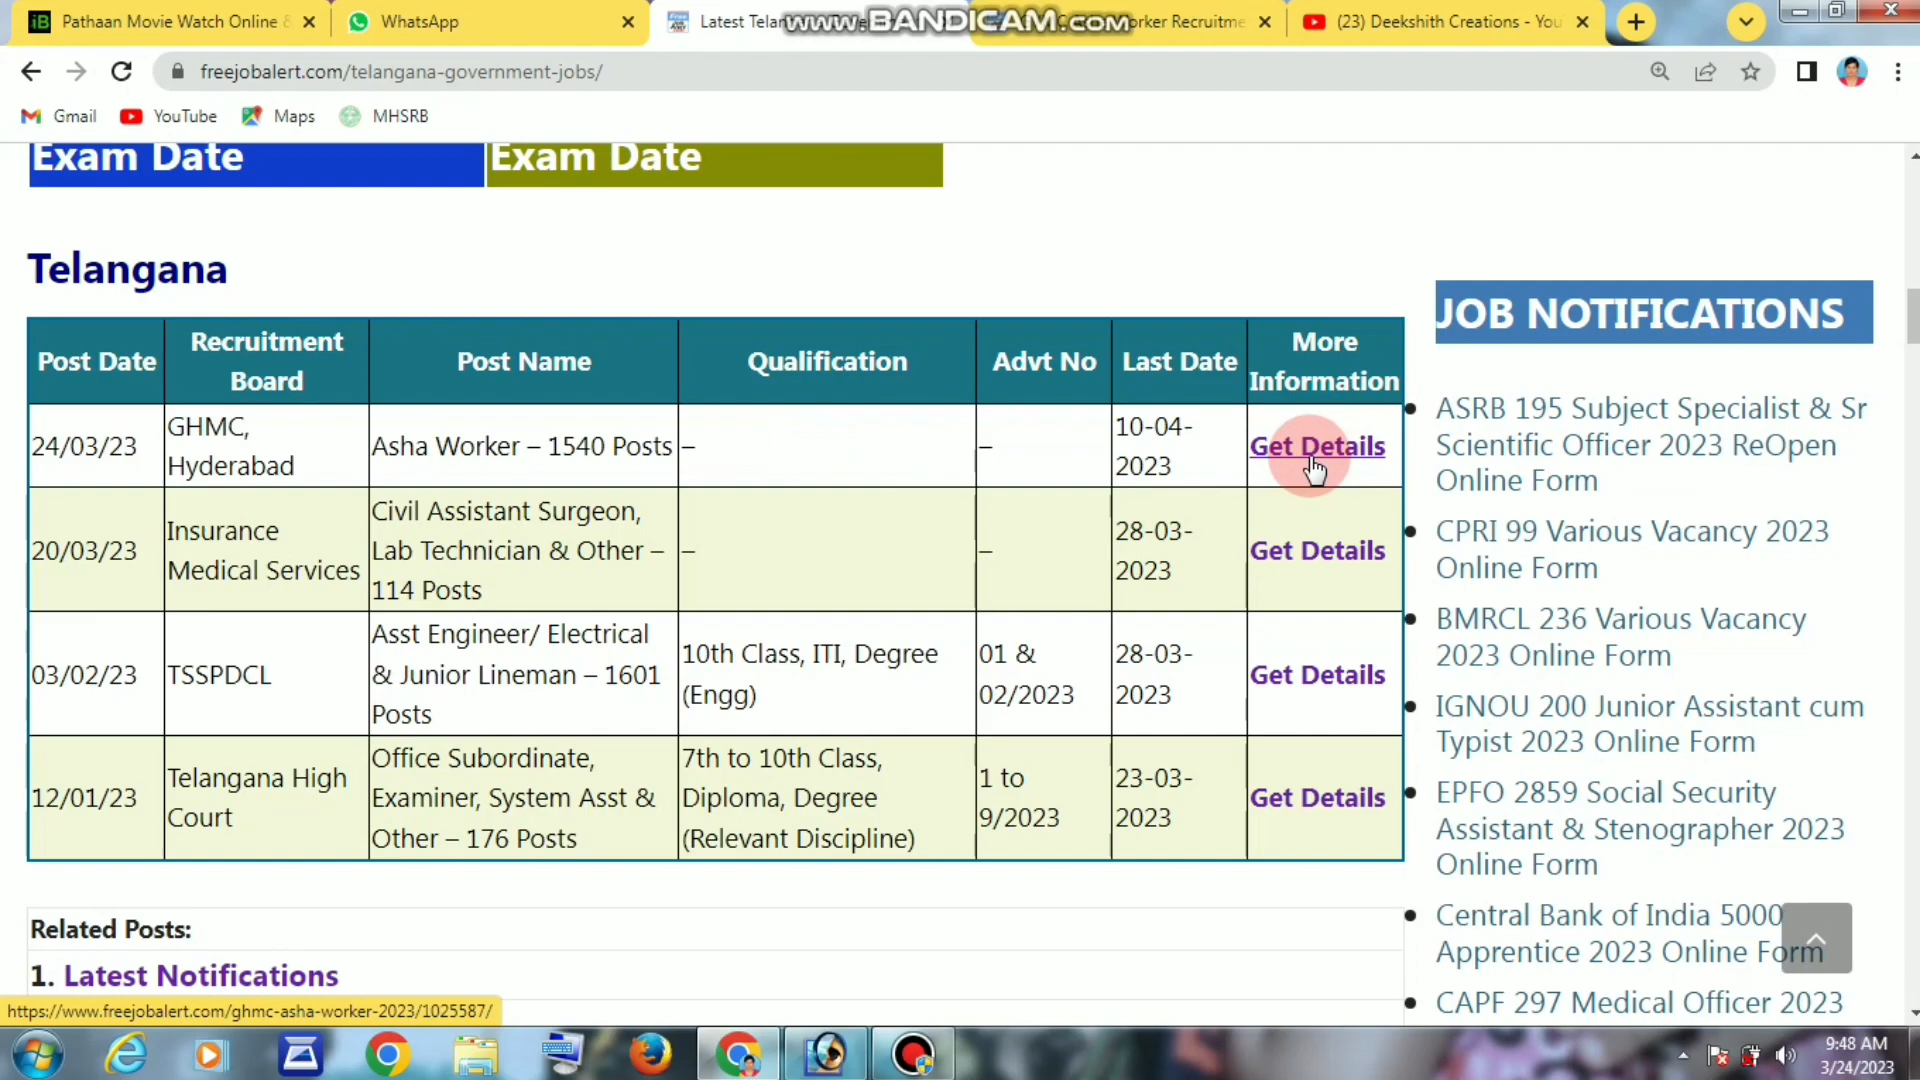 Pathaan Movie Watch Online &
WhatsApp
Latest Telan
www.BANDICAM.com
orker Recruitme
(23) Deekshith Creations - You
freejobalert.com/telangana-government-jobs/
Gmail
YouTube
Maps
MHSRB
Exam Date
Exam Date
Telangana
Post Date
Recruitment
Board
Post Name
Qualification
Advt No
Last Date
More
Information
24/03/23
GHMC,
Hyderabad
Asha Worker – 1540 Posts
–
–
10-04-
2023
Get Details
20/03/23
Insurance
Medical Services
Civil Assistant Surgeon,
Lab Technician & Other –
114 Posts
–
–
28-03-
2023
Get Details
03/02/23
TSSPDCL
Asst Engineer/ Electrical
& Junior Lineman – 1601
Posts
10th Class, ITI, Degree
(Engg)
01 &
02/2023
28-03-
2023
Get Details
12/01/23
Telangana High
Court
Office Subordinate,
Examiner, System Asst &
Other – 176 Posts
7th to 10th Class,
Diploma, Degree
(Relevant Discipline)
1 to
9/2023
23-03-
2023
Get Details
Related Posts:
1. Latest Notifications
JOB NOTIFICATIONS
ASRB 195 Subject Specialist & Sr
Scientific Officer 2023 ReOpen
Online Form
CPRI 99 Various Vacancy 2023
Online Form
BMRCL 236 Various Vacancy
2023 Online Form
IGNOU 200 Junior Assistant cum
Typist 2023 Online Form
EPFO 2859 Social Security
Assistant & Stenographer 2023
Online Form
Central Bank of India 5000
Apprentice 2023 Online Form
CAPF 297 Medical Officer 2023
https://www.freejobalert.com/ghmc-asha-worker-2023/1025587/
9:48 AM
3/24/2023